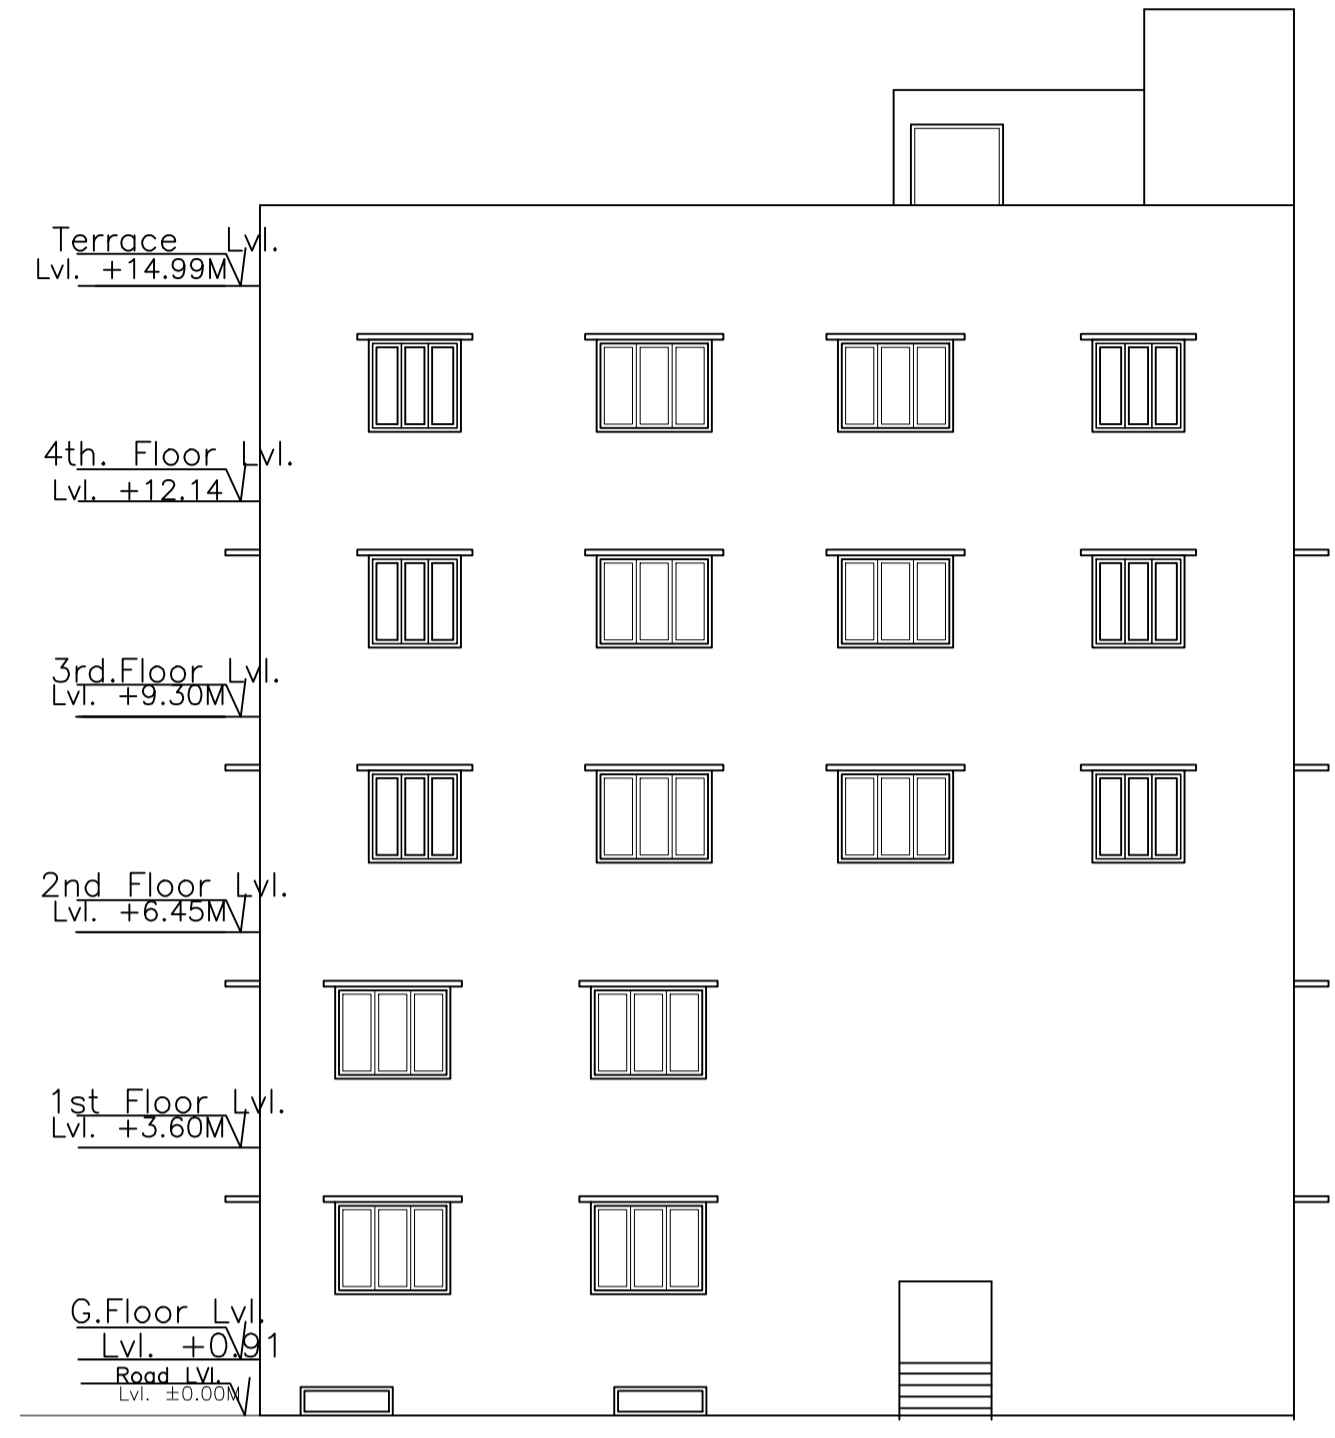 Terrace Lvl.
Lvl. +14.99M
4th. Floor Lvl.
Lvl. +12.14
3rd.Floor Lvl.
Lvl. +9.30M
2nd Floor Lvl.
Lvl. +6.45M
1st Floor Lvl.
Lvl. +3.60M
G.Floor Lvl.
Lvl. +0.91
Road LVl.
Lvl. ±0.00M